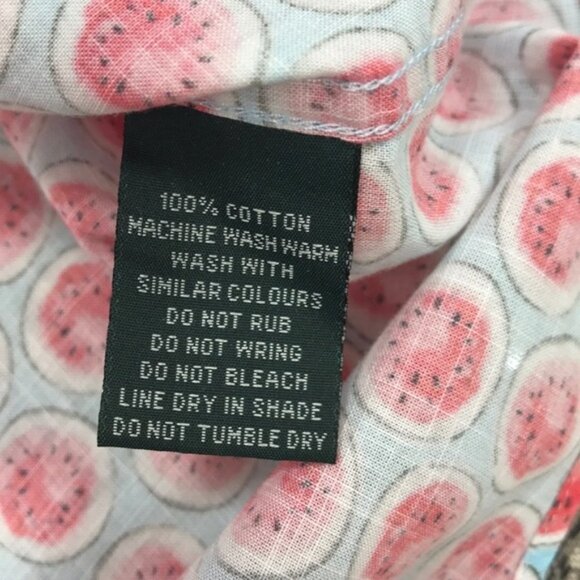 100% COTTON
MACHINE WASH WARM
WASH WITH
SIMILAR COLOURS
DO NOT RUB
DO NOT WRING
DO NOT BLEACH
LINE DRY IN SHADE
DO NOT TUMBLE DRY